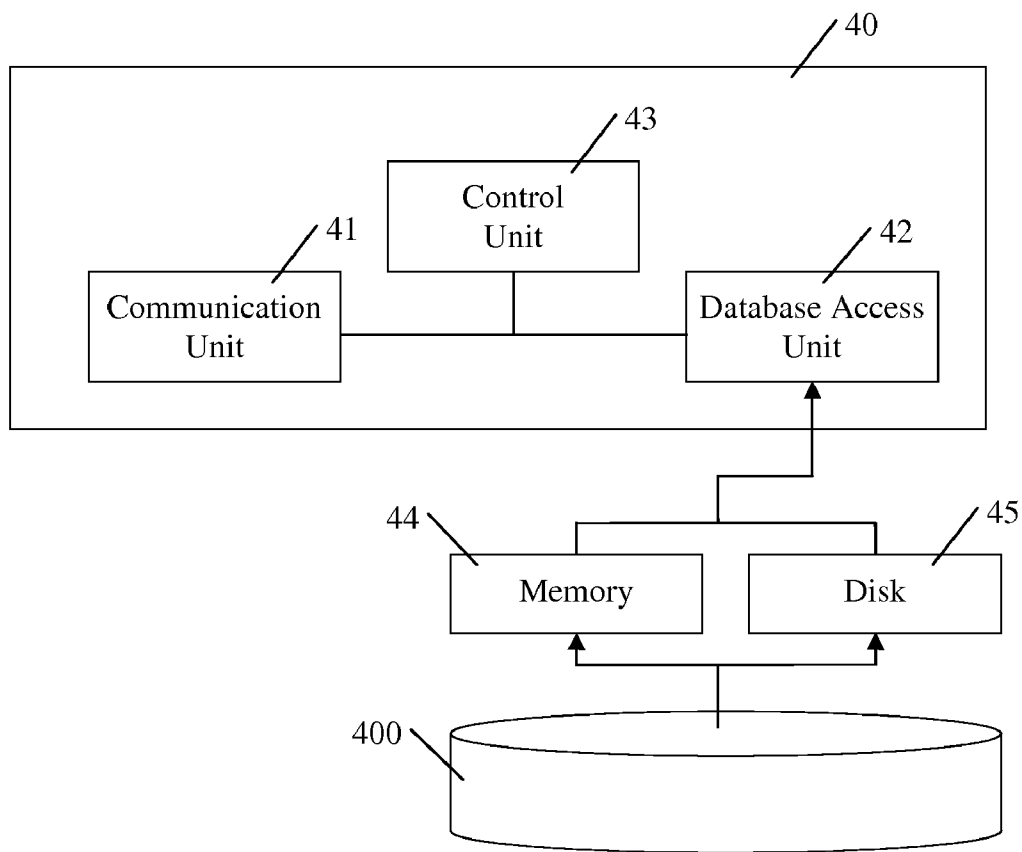 40
43
Control
Unit
41
42
Communication
Unit
Database Access
Unit
44
45
Memory
Disk
400